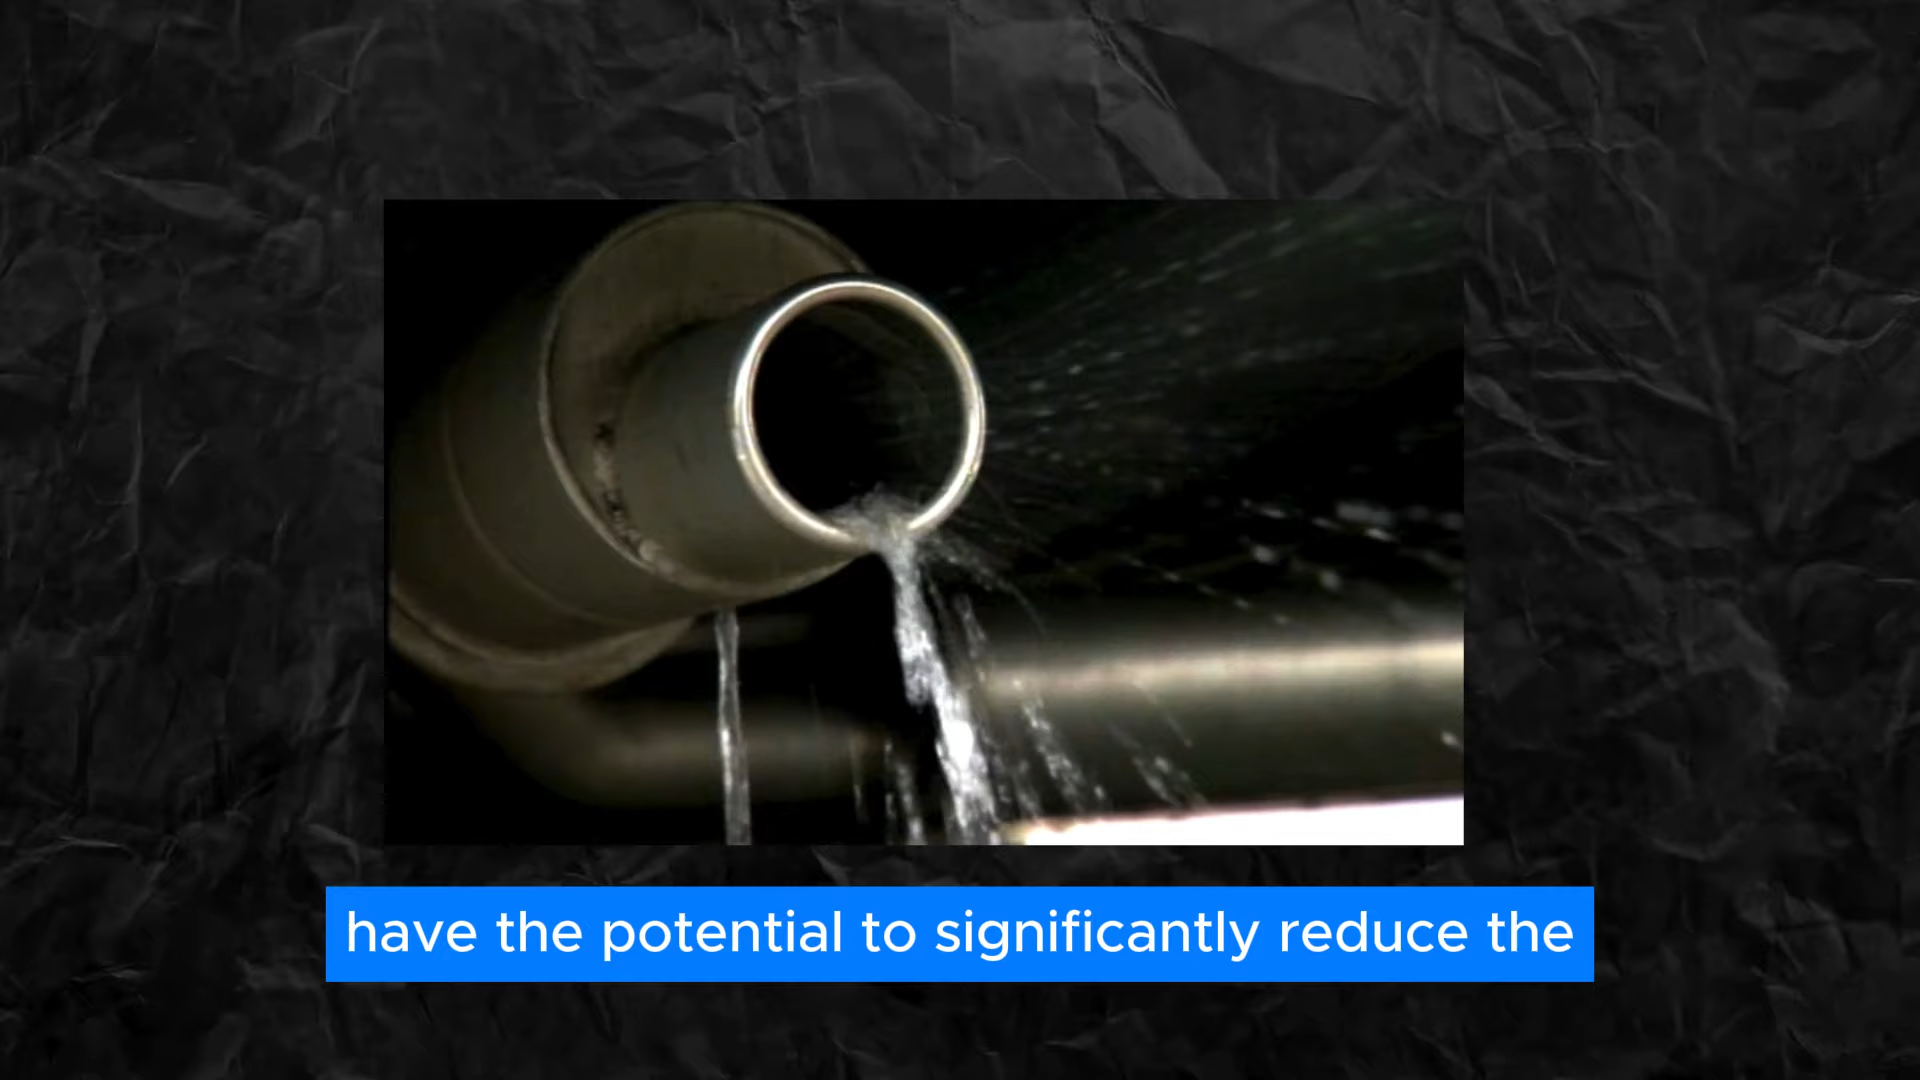 have the potential to significantly reduce the